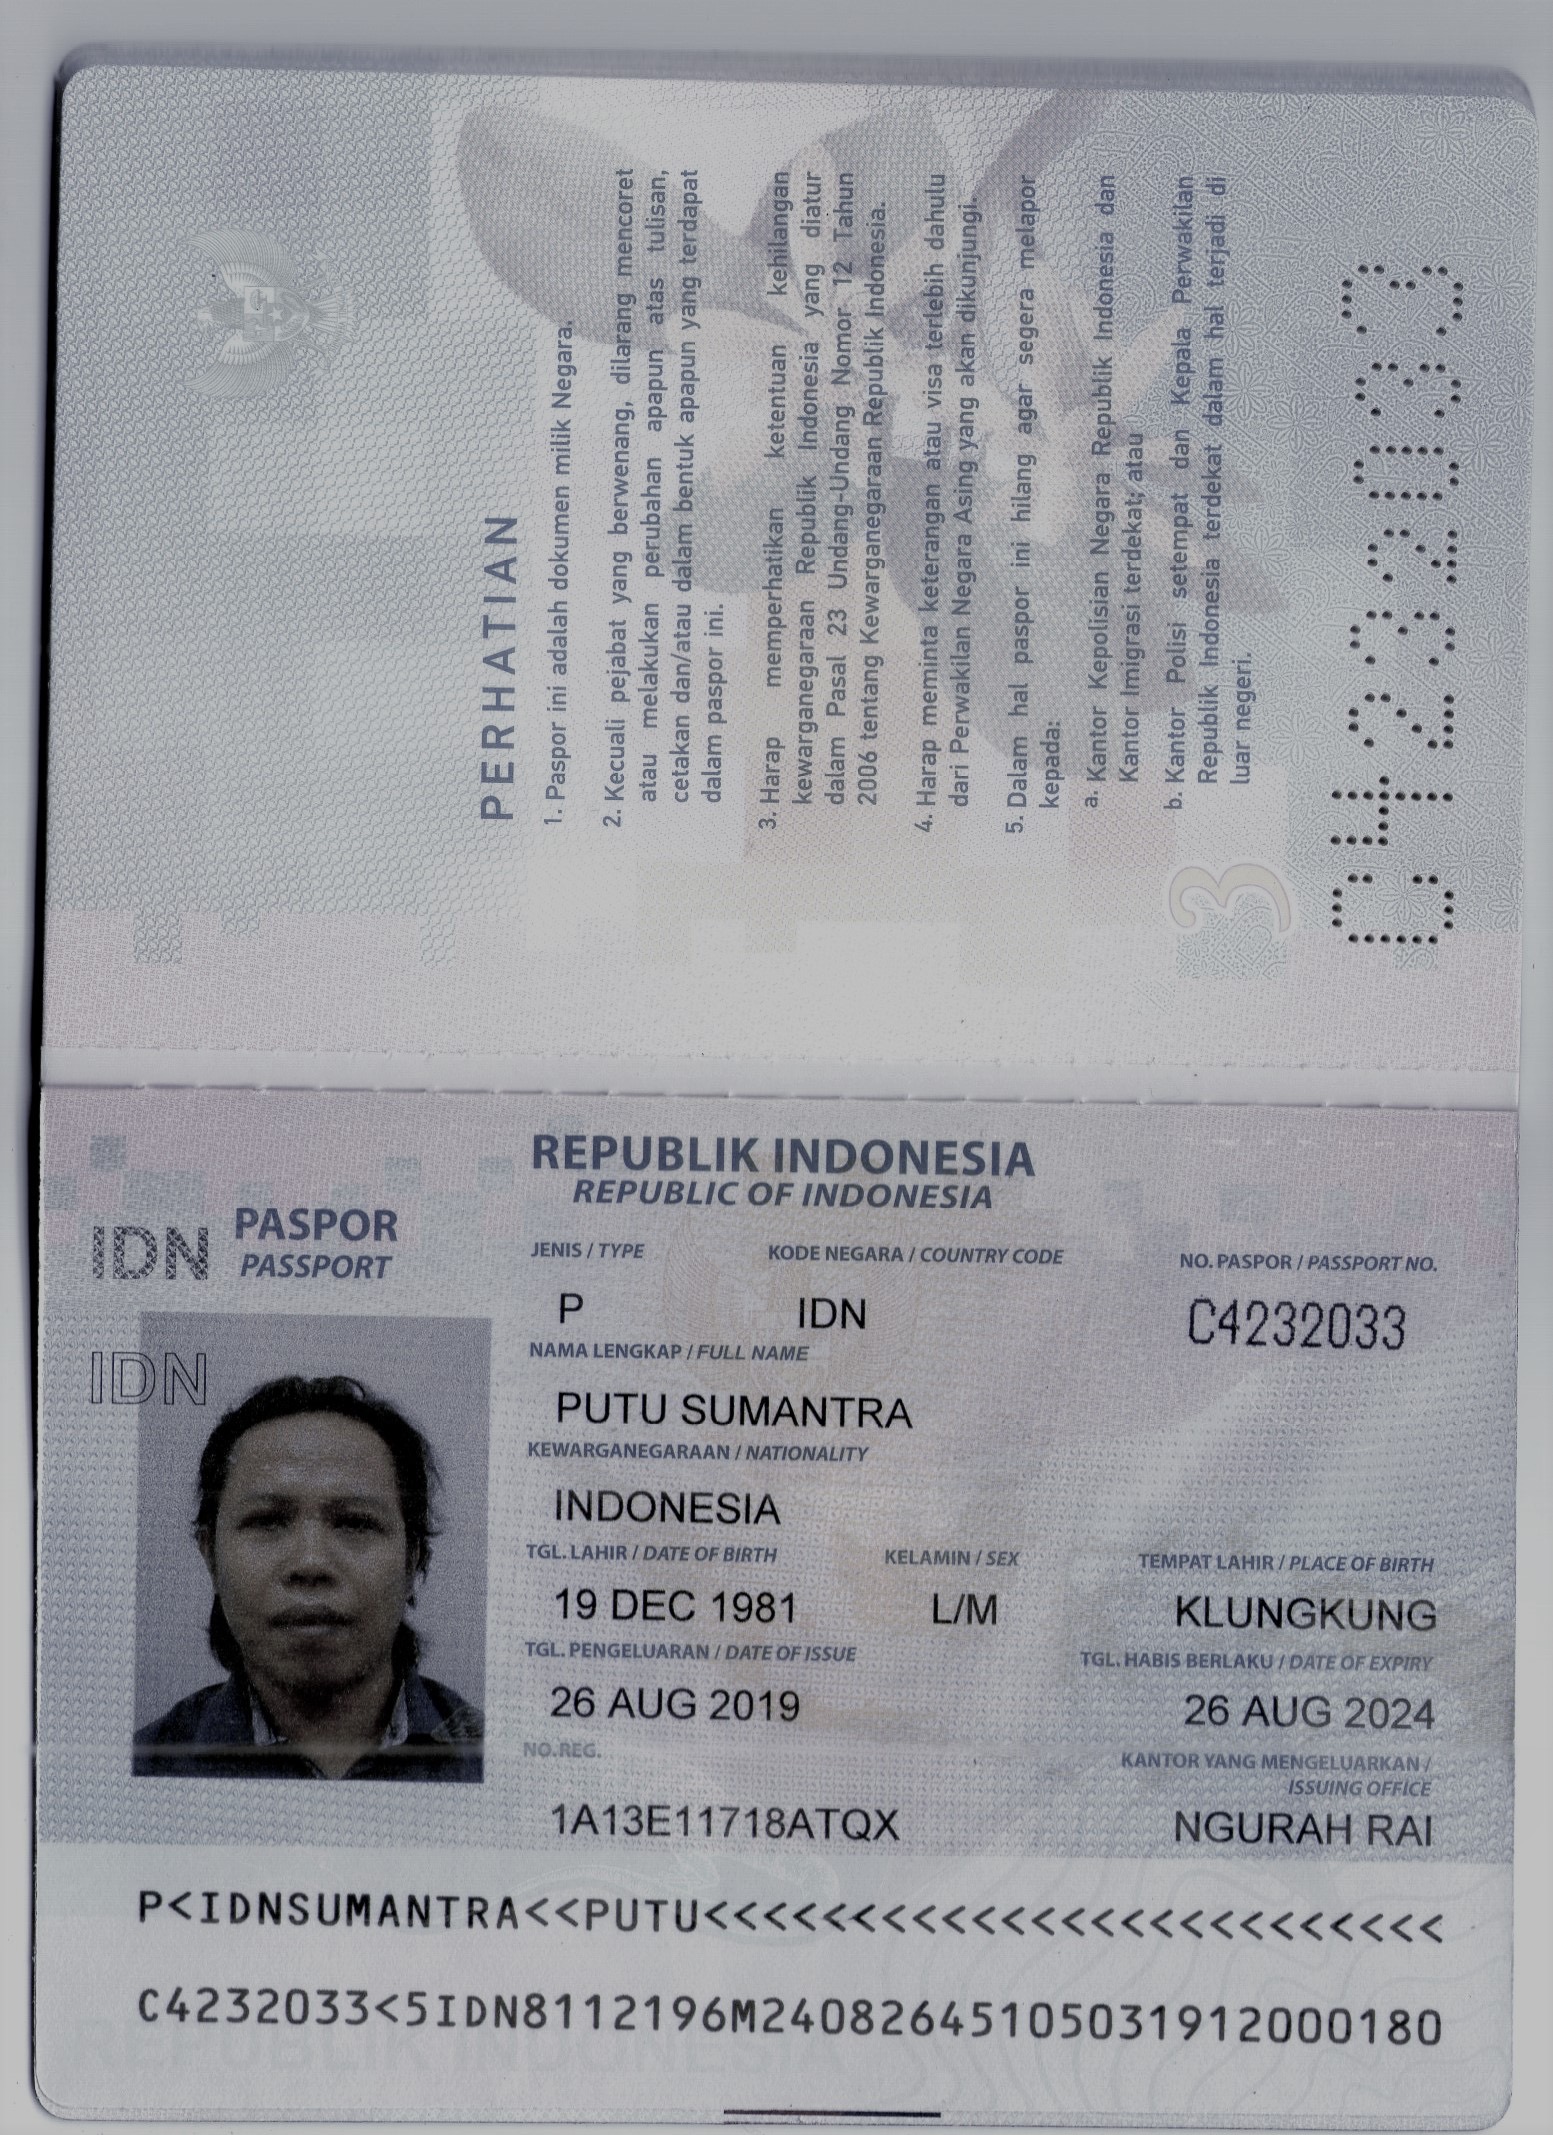 PERHATIAN
1. Paspor ini adalah dokumen milik Negara.
2. Kecuali pejabat yang berwenang, dilarang mencoret
atau melakukan perubahan apapun atas tulisan,
cetakan dan/atau dalam bentuk apapun yang terdapat
dalam paspor ini.
3. Harap memperhatikan ketentuan kehilangan
kewarganegaraan Republik Indonesia yang diatur
dalam Pasal 23 Undang-Undang Nomor 12 Tahun
2006 tentang Kewarganegaraan Republik Indonesia.
4. Harap meminta keterangan atau visa terlebih dahulu
dari Perwakilan Negara Asing yang akan dikunjungi.
5. Dalam hal paspor ini hilang agar segera melapor
kepada:
a. Kantor Kepolisian Negara Republik Indonesia dan
Kantor Imigrasi terdekat; atau
b. Kantor Polisi setempat dan Kepala Perwakilan
Republik Indonesia terdekat dalam hal terjadi di
luar negeri.
3
C4232033
REPUBLIK INDONESIA
REPUBLIC OF INDONESIA
IDN PASPOR
PASSPORT
IDN
JENIS / TYPE KODE NEGARA / COUNTRY CODE NO. PASPOR / PASSPORT NO.
P IDN C4232033
NAMA LENGKAP / FULL NAME
PUTU SUMANTRA
KEWARGANEGARAAN / NATIONALITY
INDONESIA
TGL. LAHIR / DATE OF BIRTH KELAMIN / SEX TEMPAT LAHIR / PLACE OF BIRTH
19 DEC 1981 L/M KLUNGKUNG
TGL. PENGELUARAN / DATE OF ISSUE TGL. HABIS BERLAKU / DATE OF EXPIRY
26 AUG 2019 26 AUG 2024
NO. REG. KANTOR YANG MENGELUARKAN /
ISSUING OFFICE
1A13E11718ATQX NGURAH RAI
P<IDNSUMANTRA<<PUTU<<<<<<<<<<<<<<<<<<<<<<<<<
C4232033<5IDN8112196M2408264510503191200018​0